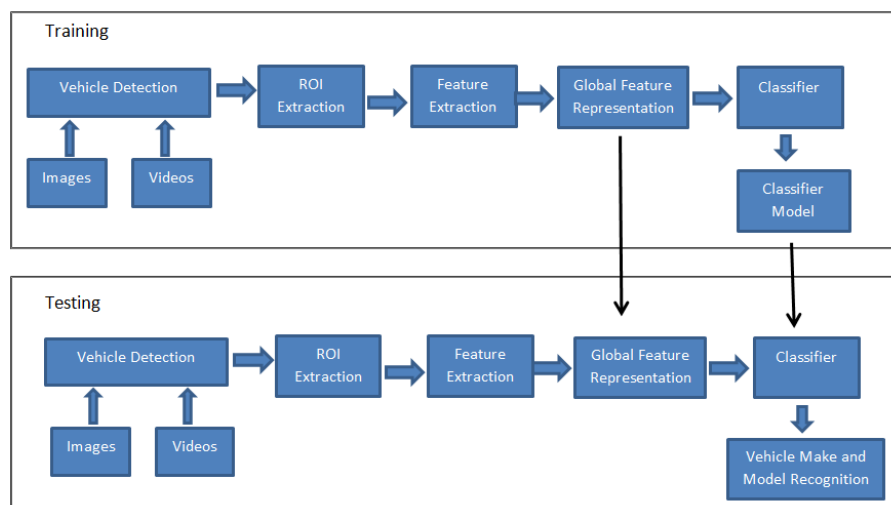 Training
Vehicle Detection
ROI
Extraction
Feature
Extraction
Global Feature
Representation
Classifier
Images
Videos
Classifier
Model
Testing
Vehicle Detection
ROI
Extraction
Feature
Extraction
Global Feature
Representation
Classifier
Images
Videos
Vehicle Make and
Model Recognition